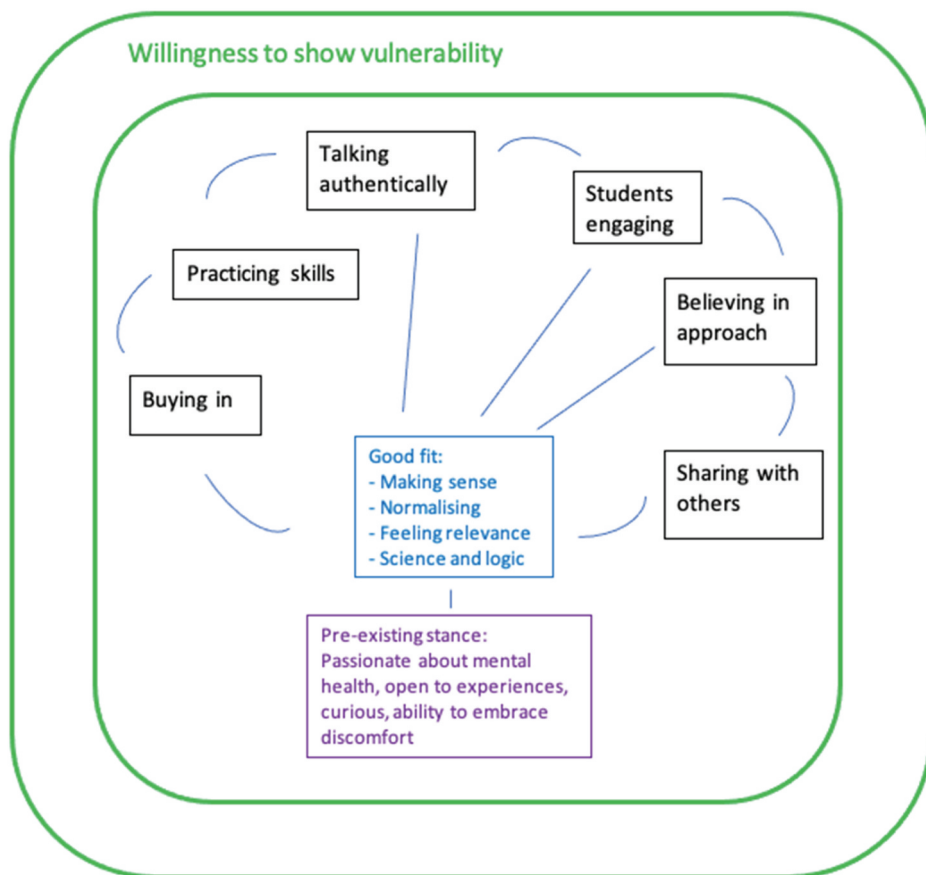 Willingness to show vulnerability
Talking
authentically
Students
engaging
Practicing skills
Believing in
approach
Buying in
Good fit:
- Making sense
- Normalising
- Feeling relevance
- Science and logic
Sharing with
others
Pre-existing stance:
Passionate about mental
health, open to experiences,
curious, ability to embrace
discomfort